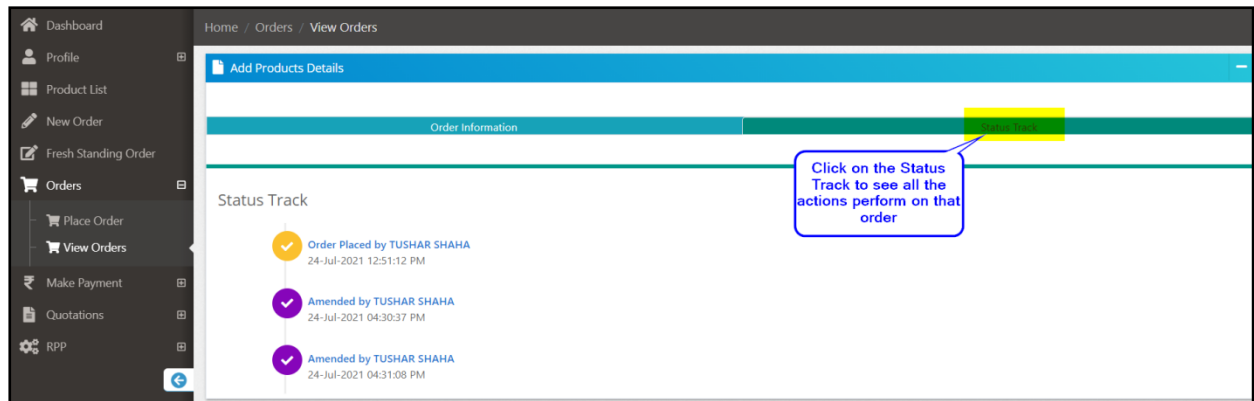 Dashboard
Home / Orders / View Orders
Profile
Add Products Details
Product List
New Order
Order Information
Status Track
Fresh Standing Order
Click on the Status
Track to see all the
actions perform on that
order
Orders
Status Track
Place Order
View Orders
Order Placed by TUSHAR SHAHA
24-Jul-2021 12:51:12 PM
Make Payment
Amended by TUSHAR SHAHA
24-Jul-2021 04:30:37 PM
Quotations
RPP
Amended by TUSHAR SHAHA
24-Jul-2021 04:31:08 PM